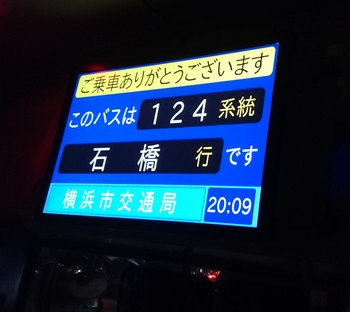 ご乗車ありがとうございます
このバスは 124 系統
石橋 行 です
横浜市交通局 20:09